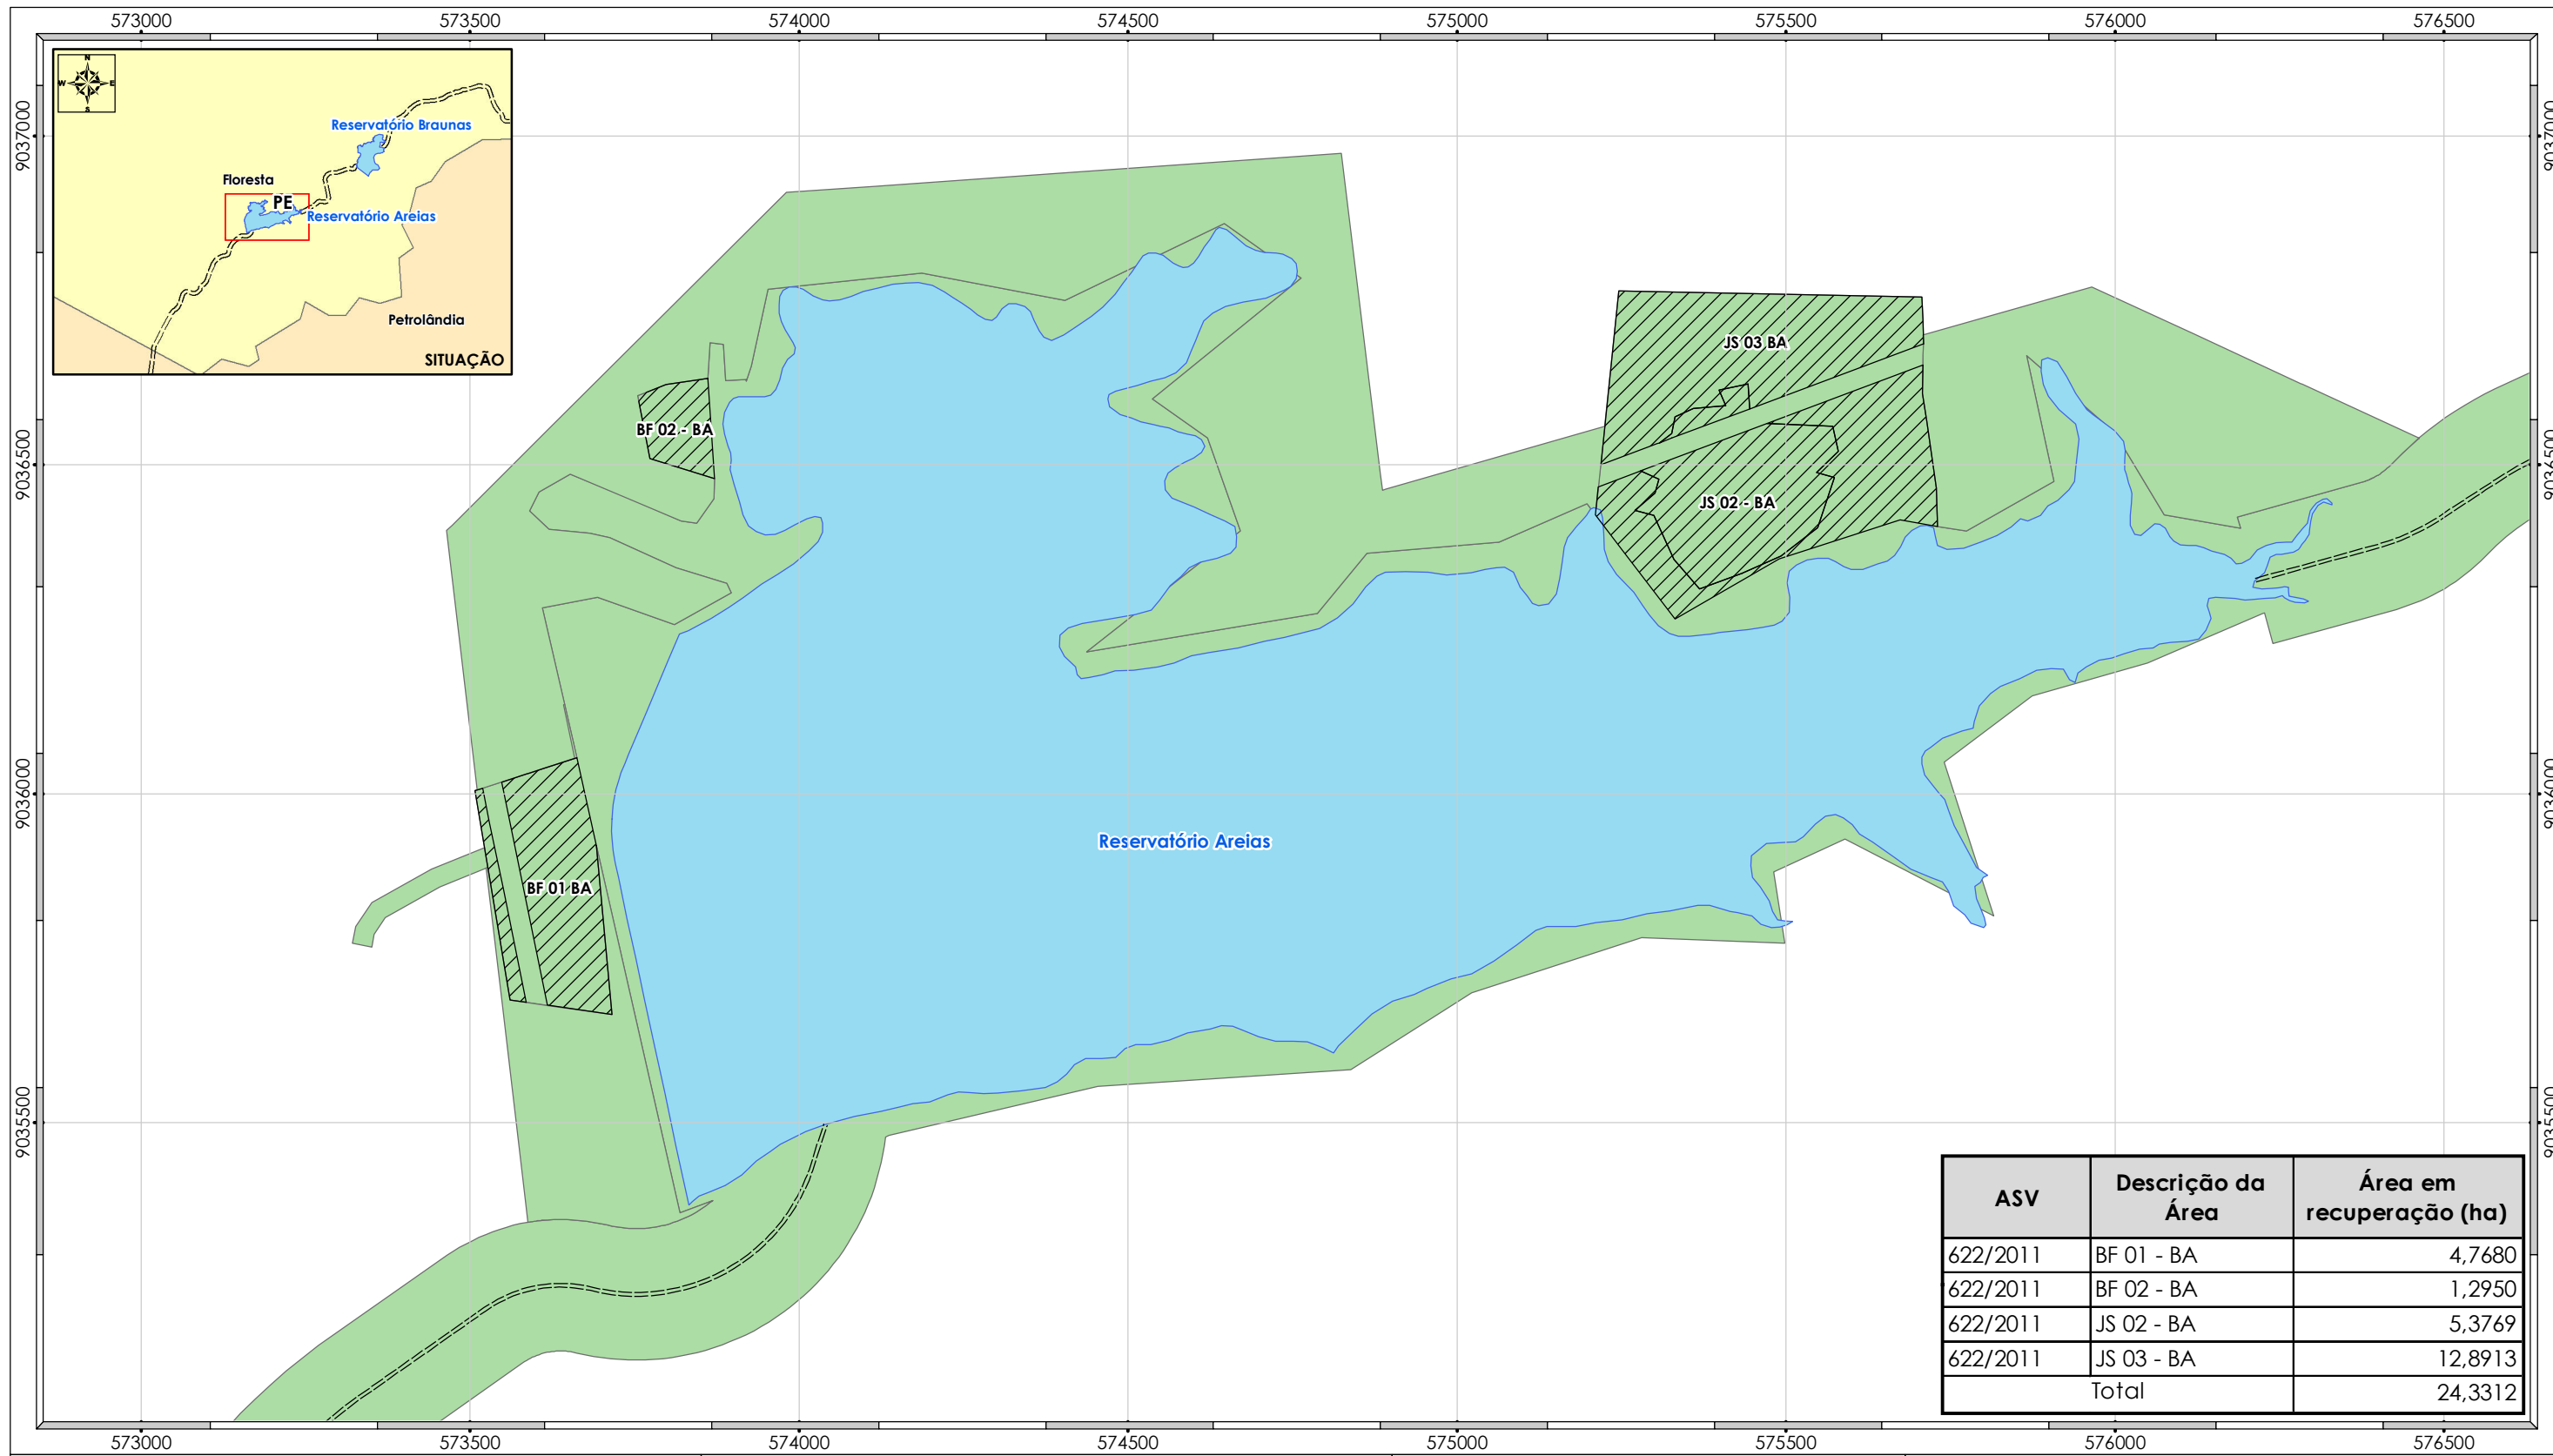 573000 573500 574000 574500 575000 575500 576000 576500
N
W E
S
Reservatório Braunas
Floresta
PE
Reservatório Areias
Petrolândia
SITUAÇÃO
9037000
9037000
JS 03 BA
BF 02 - BA
9036500
9036500
JS 02 - BA
9036000
9036000
Reservatório Areias
BF 01 BA
9035500
9035500
ASV Descrição da Área Área em recuperação (ha)
622/2011 BF 01 - BA 4,7680
622/2011 BF 02 - BA 1,2950
622/2011 JS 02 - BA 5,3769
622/2011 JS 03 - BA 12,8913
Total 24,3312
573000 573500 574000 574500 575000 575500 576000 576500